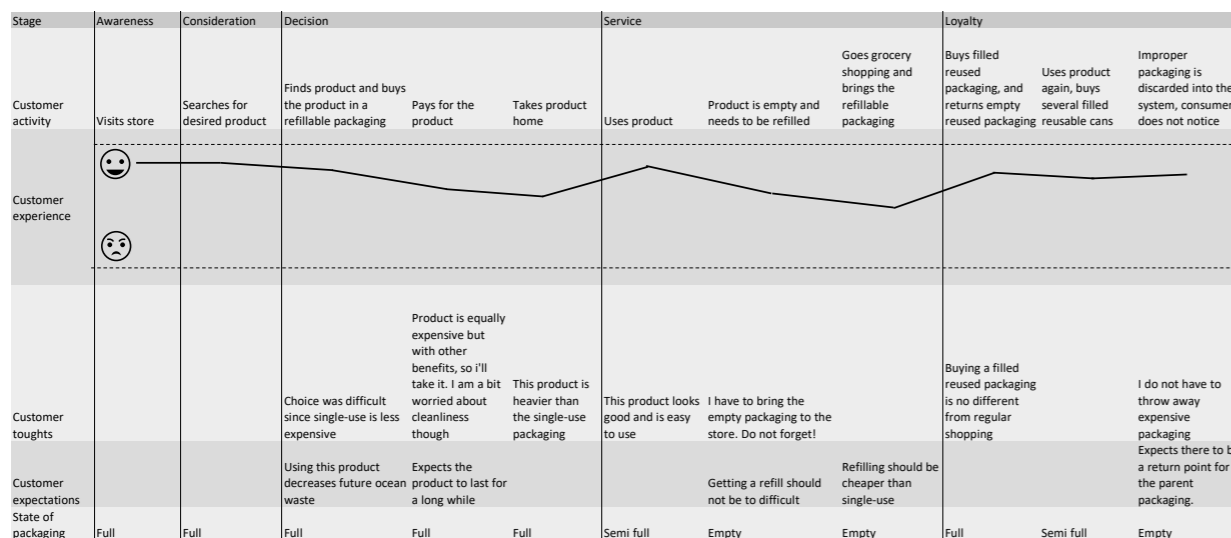 Stage Awareness Consideration Decision Service Loyalty
Customer
activity
Visits store
Searches for
desired product
Finds product and buys
the product in a
refillable packaging
Pays for the
product
Takes product
home
Uses product
Product is empty and
needs to be refilled
Goes grocery
shopping and
brings the
refillable
packaging
Buys filled
reused
packaging, and
returns empty
reused packaging
Uses product
again, buys
several filled
reusable cans
Improper
packaging is
discarded into the
system, consumer
does not notice
Customer
experience
Customer
toughts
Choice was difficult
since single-use is less
expensive
Product is equally
expensive but
with other
benefits, so i'll
take it. I am a bit
worried about
cleanliness
though
This product is
heavier than
the single-use
packaging
This product looks
good and is easy
to use
I have to bring the
empty packaging to the
store. Do not forget!
Buying a filled
reused packaging
is no different
from regular
shopping
I do not have to
throw away
expensive
packaging
Customer
expectations
Using this product
decreases future ocean
waste
Expects the
product to last for
a long while
Getting a refill should
not be to difficult
Refilling should be
cheaper than
single-use
Expects there to
a return point for
the parent
packaging.
State of
packaging
Full Full Full Full Full Semi full Empty Empty Full Semi full Empty